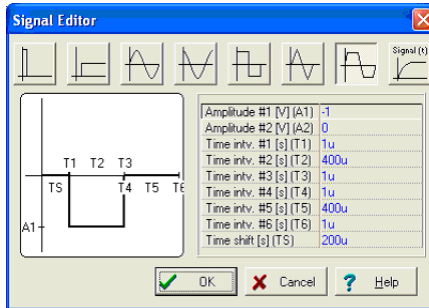 Signal Editor
Signal (t)
T1 T2 T3
TS T4 T5 T6
A1
Amplitude #1 [V] (A1) -1
Amplitude #2 [V] (A2) 0
Time intv. #1 [s] (T1) 1u
Time intv. #2 [s] (T2) 400u
Time intv. #3 [s] (T3) 1u
Time intv. #4 [s] (T4) 1u
Time intv. #5 [s] (T5) 400u
Time intv. #6 [s] (T6) 1u
Time shift [s] (TS) 200u
OK Cancel Help